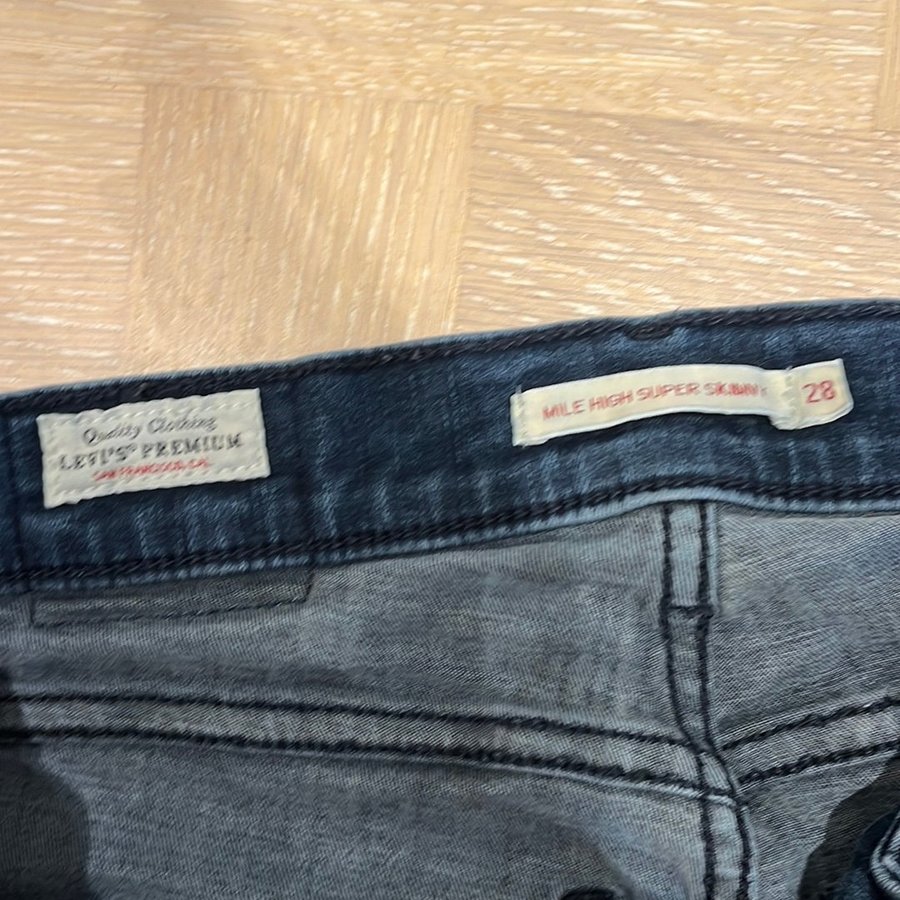 Quality Clothing
LEVI'S® PREMIUM
SAN FRANCISCO, CAL
MILE HIGH SUPER SKINNY
28